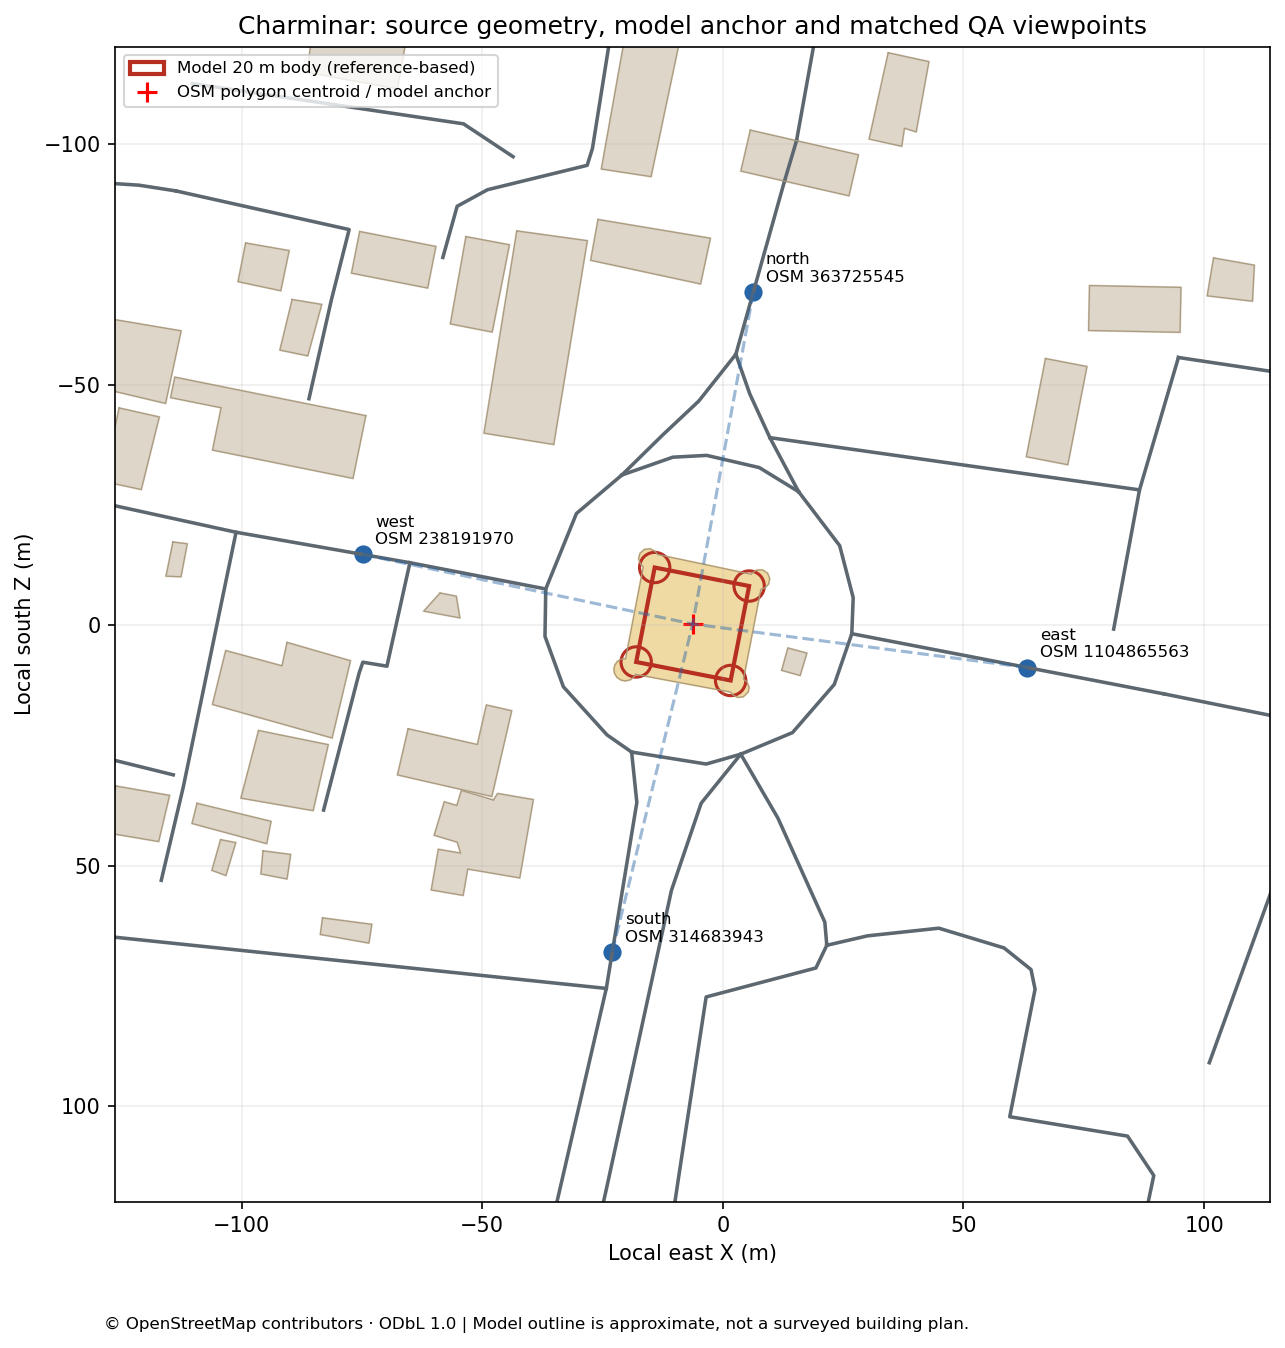 Charminar: source geometry, model anchor and matched QA viewpoints
Model 20 m body (reference-based)
OSM polygon centroid / model anchor
−100
−50
0
50
100
Local south Z (m)
north
OSM 363725545
west
OSM 238191970
east
OSM 1104865563
south
OSM 314683943
−100
−50
0
50
100
Local east X (m)
© OpenStreetMap contributors · ODbL 1.0 | Model outline is approximate, not a surveyed building plan.